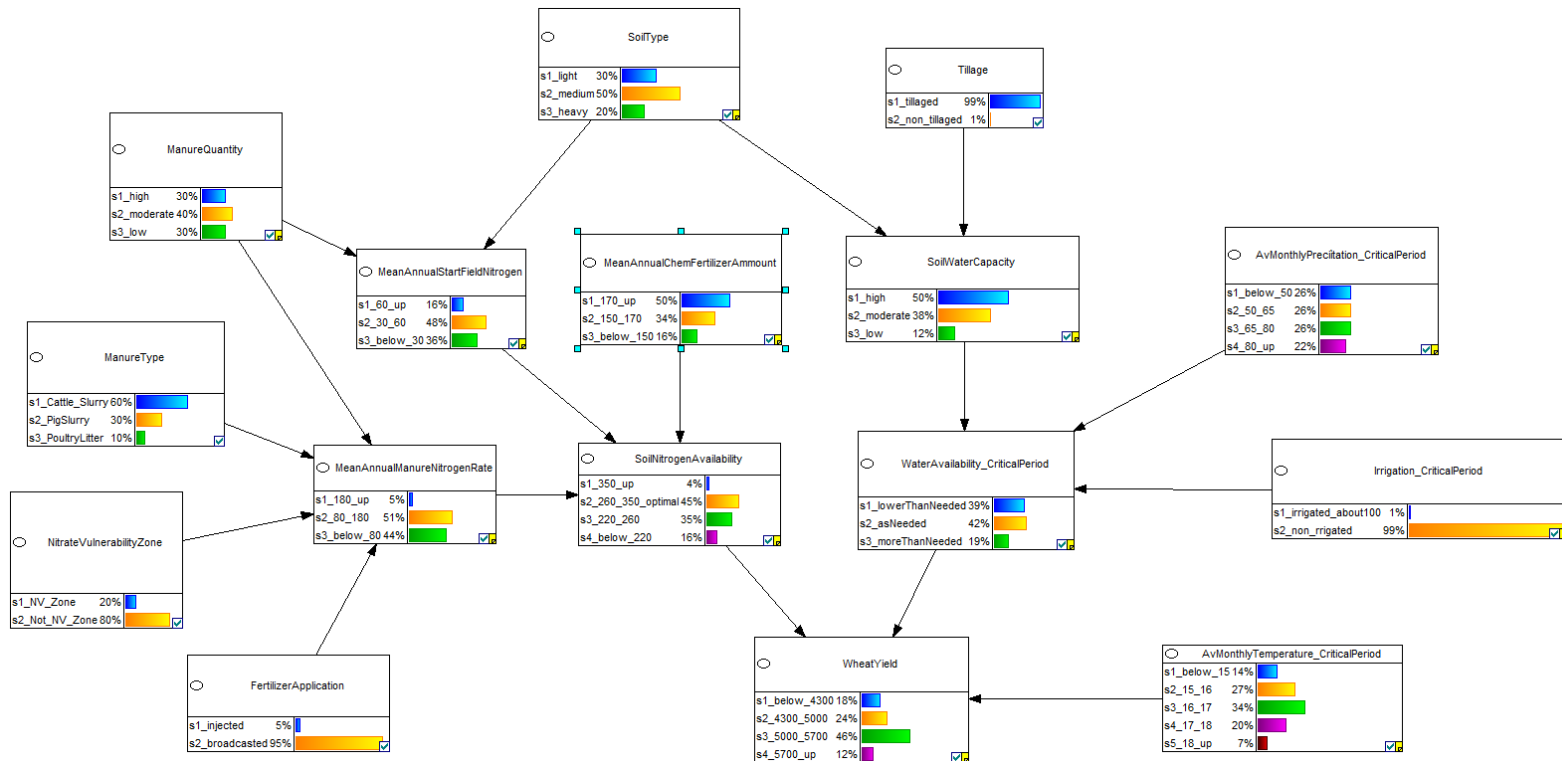 SoilType
s1_light 30%
s2_medium 50%
s3_heavy 20%
Tillage
s1_tillaged 99%
s2_non_tillaged 1%
ManureQuantity
s1_high 30%
s2_moderate 40%
s3_low 30%
MeanAnnualStartFieldNitrogen
s1_60_up 16%
s2_30_60 48%
s3_below_30 36%
MeanAnnualChemFertilizerAmmount
s1_170_up 50%
s2_150_170 34%
s3_below_150 16%
SoilWaterCapacity
s1_high 50%
s2_moderate 38%
s3_low 12%
AvMonthlyPreciitation_CriticalPeriod
s1_below_50 26%
s2_50_65 26%
s3_65_80 26%
s4_80_up 22%
ManureType
s1_Cattle_Slurry 60%
s2_PigSlurry 30%
s3_PoultryLitter 10%
MeanAnnualManureNitrogenRate
s1_180_up 5%
s2_80_180 51%
s3_below_80 44%
SoilNitrogenAvailability
s1_350_up 4%
s2_260_350_optimal 45%
s3_220_260 35%
s4_below_220 16%
WaterAvailability_CriticalPeriod
s1_lowerThanNeeded 39%
s2_asNeeded 42%
s3_moreThanNeeded 19%
Irrigation_CriticalPeriod
s1_irrigated_about100 1%
s2_non_rrigated 99%
NitrateVulnerabilityZone
s1_NV_Zone 20%
s2_Not_NV_Zone 80%
FertilizerApplication
s1_injected 5%
s2_broadcasted 95%
WheatYield
s1_below_4300 18%
s2_4300_5000 24%
s3_5000_5700 46%
s4_5700_up 12%
AvMonthlyTemperature_CriticalPeriod
s1_below_15 14%
s2_15_16 27%
s3_16_17 34%
s4_17_18 20%
s5_18_up 7%